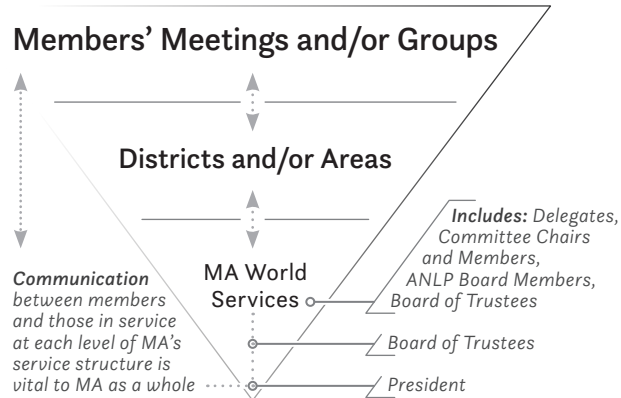 Members’ Meetings and/or Groups
Districts and/or Areas
MA World
Services
Includes: Delegates,
Committee Chairs
and Members,
ANLP Board Members,
Board of Trustees
Board of Trustees
President
Communication
between members
and those in service
at each level of MA’s
service structure is
vital to MA as a whole